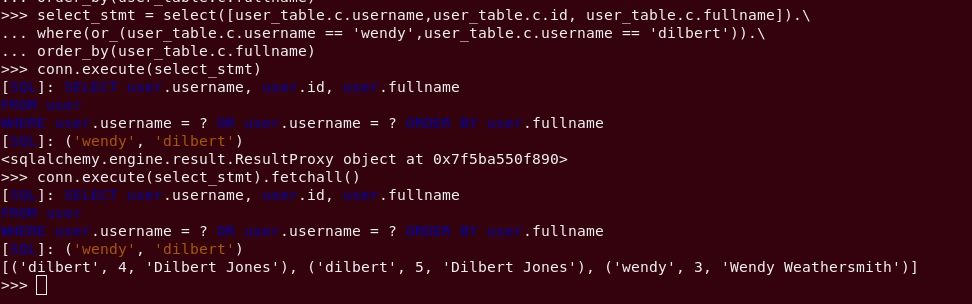 ... order_by(user_table.c.fullname)
>>> select_stmt = select([user_table.c.username,user_table.c.id, user_table.c.fullname]).\
... where(or_(user_table.c.username == 'wendy',user_table.c.username == 'dilbert')).\
... order_by(user_table.c.fullname)
>>> conn.execute(select_stmt)
[SQL]: SELECT user.username, user.id, user.fullname
FROM user
WHERE user.username = ? OR user.username = ? ORDER BY user.fullname
[SQL]: ('wendy', 'dilbert')
<sqlalchemy.engine.result.ResultProxy object at 0x7f5ba550f890>
>>> conn.execute(select_stmt).fetchall()
[SQL]: SELECT user.username, user.id, user.fullname
FROM user
WHERE user.username = ? OR user.username = ? ORDER BY user.fullname
[SQL]: ('wendy', 'dilbert')
[('dilbert', 4, 'Dilbert Jones'), ('dilbert', 5, 'Dilbert Jones'), ('wendy', 3, 'Wendy Weathersmith')]
>>>